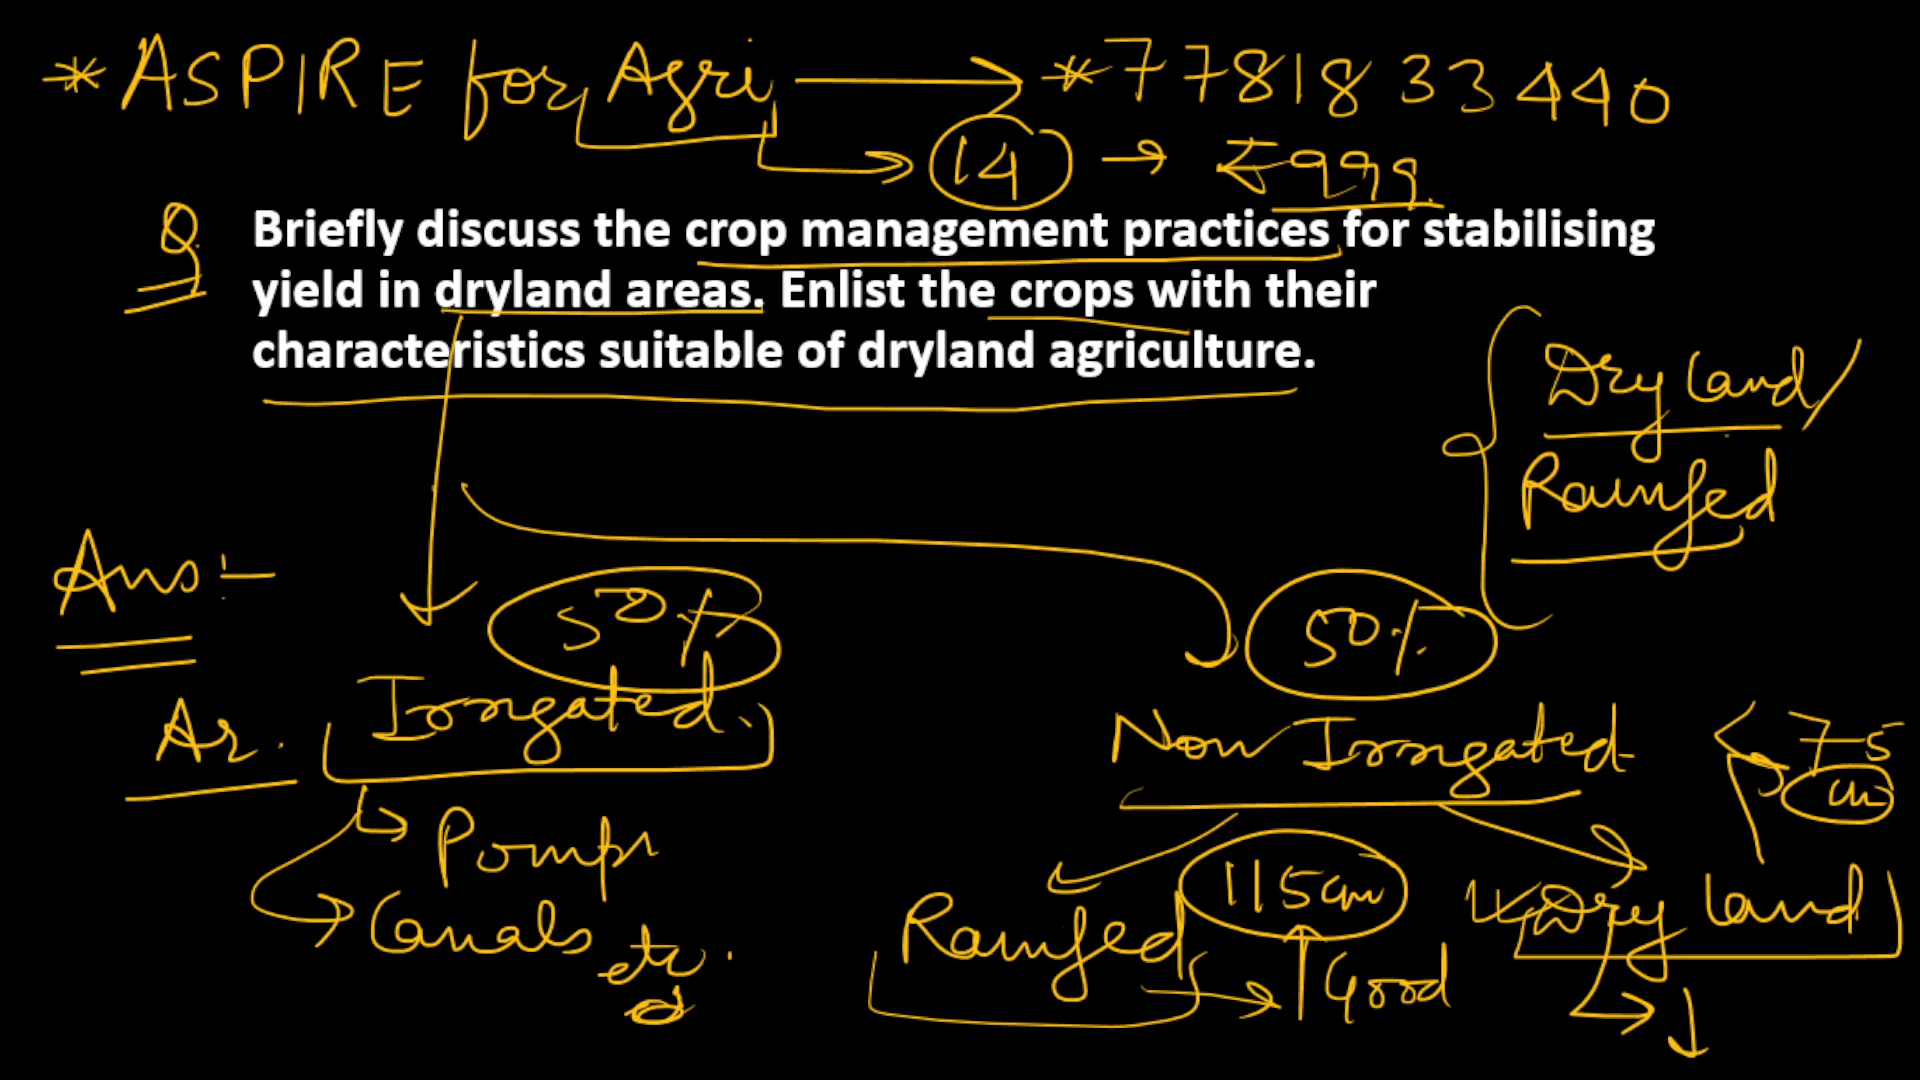 * ASPIRE for Agri → * 7781833440
→ 14 → ₹999.
Q Briefly discuss the crop management practices for stabilising
yield in dryland areas. Enlist the crops with their
characteristics suitable of dryland agriculture.
Dry Land/
Rainfed
Ans:-
50%
50%
Ar. Irrigated.
Non Irrigated
< 75
cm
Pomps
Canals etc.
Rainfed
115cm
↑ Good
Dry Land
↓